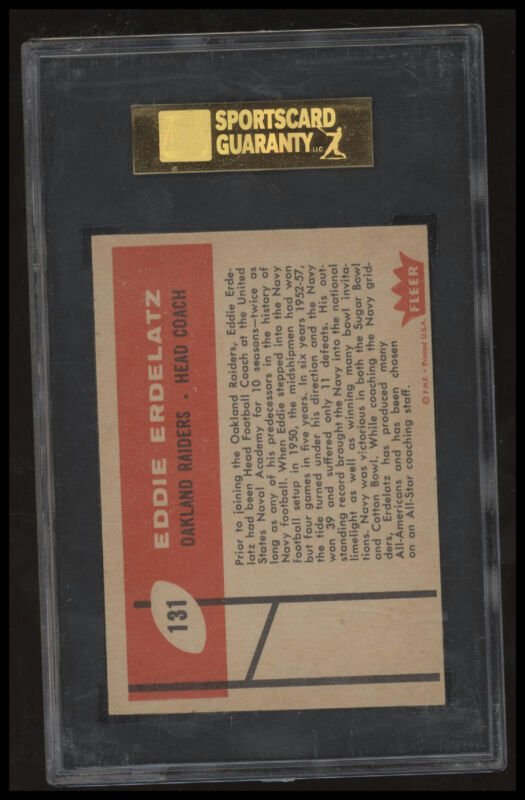 SPORTSCARD
GUARANTY LLC
131
EDDIE ERDELATZ
OAKLAND RAIDERS • HEAD COACH
Prior to joining the Oakland Raiders, Eddie Erde-
latz had been Head Football Coach at the United
States Naval Academy for 10 seasons—twice as
long as any of his predecessors in the history of
Navy football. When Eddie stepped into the Navy
football setup in 1950, the midshipmen had won
but four games in five years. In six years 1952-57,
the tide turned under his direction and the Navy
won 39 and suffered only 11 defeats. His out-
standing record brought the Navy into the national
limelight as well as winning many bowl invita-
tions. Navy was victorious in both the Sugar Bowl
and Cotton Bowl. While coaching the Navy grid-
ders, Erdelatz has produced many
All-Americans and has been chosen
on an All-Star coaching staff.
FLEER
© F.H.F. • Printed U.S.A.